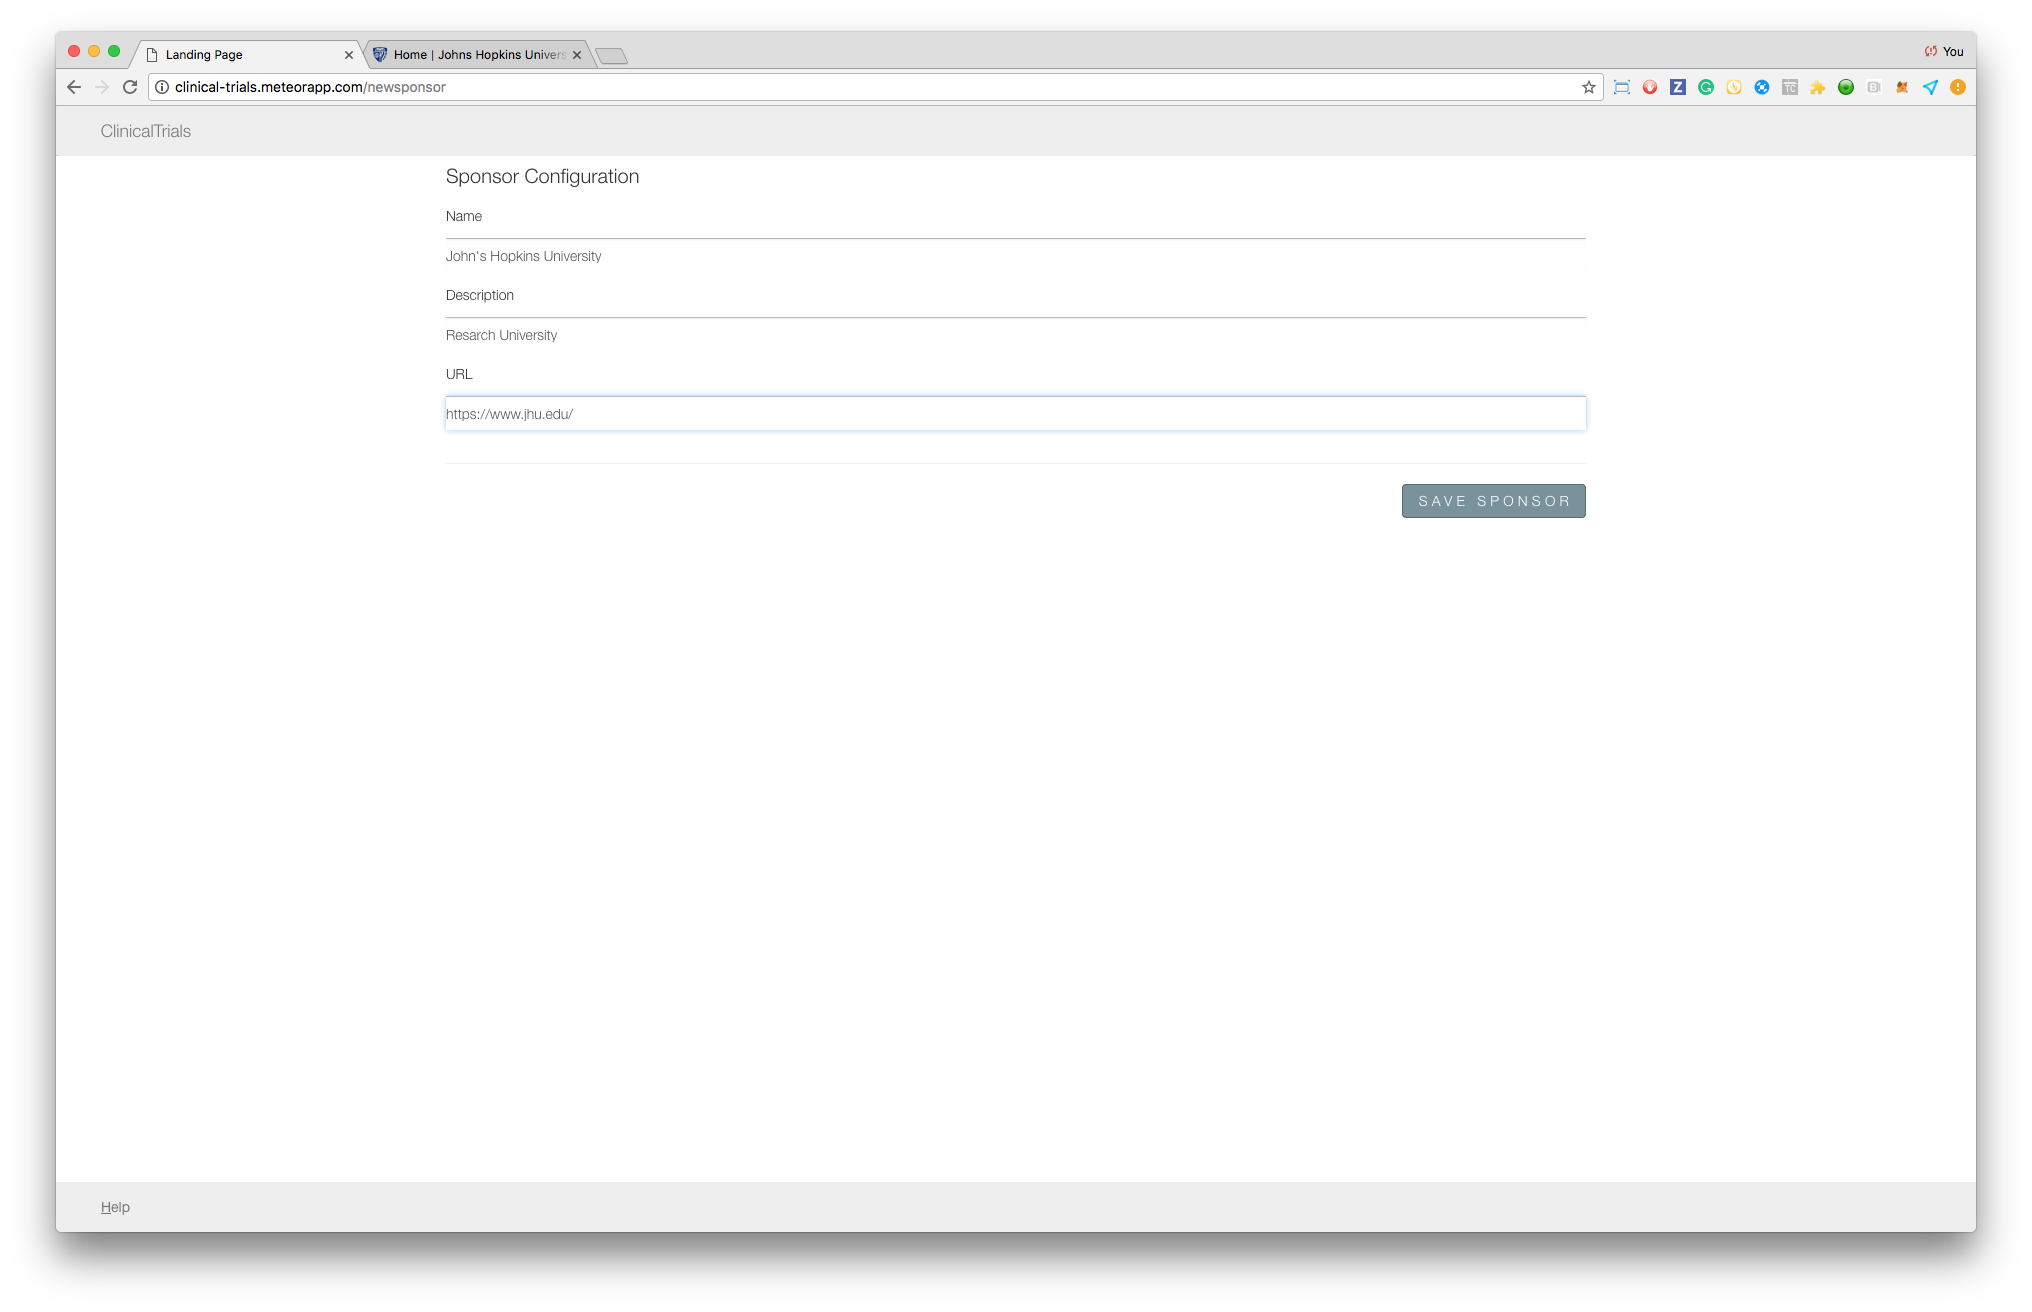 Landing Page
Home | Johns Hopkins Univers
You
clinical-trials.meteorapp.com/newsponsor
Z
G
TC
B
ClinicalTrials
Sponsor Configuration
Name
John's Hopkins University
Description
Resarch University
URL
https://www.jhu.edu/
SAVE SPONSOR
Help